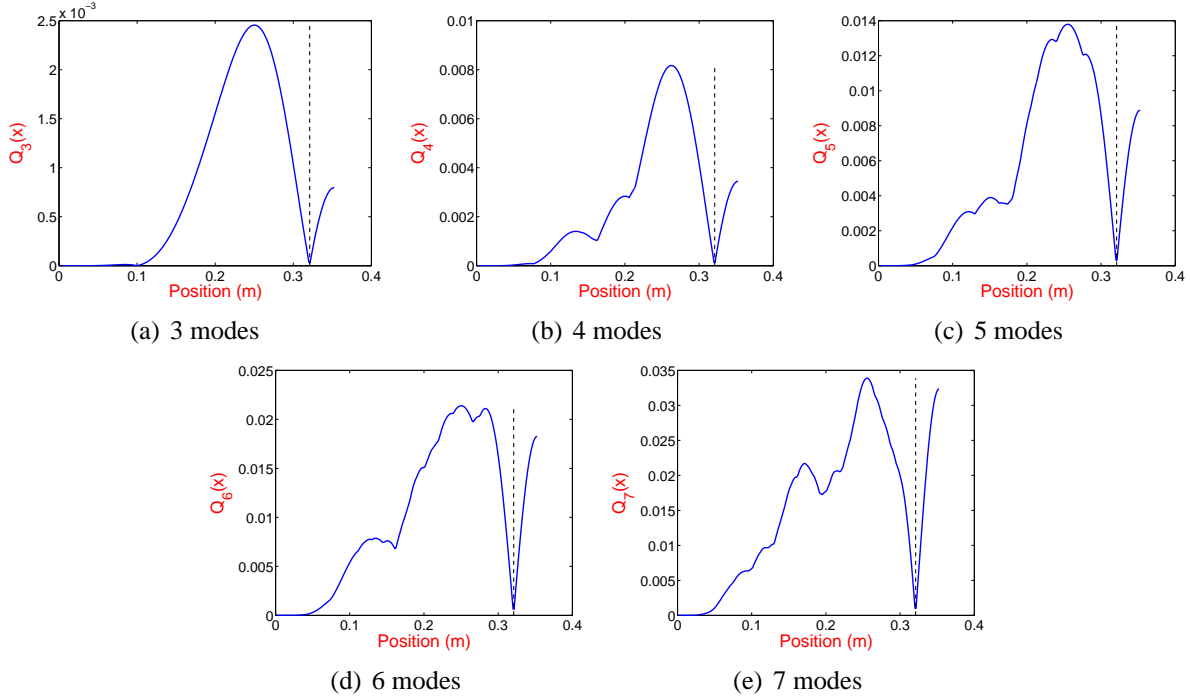 x 10⁻³
2.5
2
1.5
1
0.5
0
0 0.1 0.2 0.3 0.4
Q₃(x)
Position (m)
(a) 3 modes
0.01
0.008
0.006
0.004
0.002
0
0 0.1 0.2 0.3 0.4
Q₄(x)
Position (m)
(b) 4 modes
0.014
0.012
0.01
0.008
0.006
0.004
0.002
0
0 0.1 0.2 0.3 0.4
Q₅(x)
Position (m)
(c) 5 modes
0.025
0.02
0.015
0.01
0.005
0
0 0.1 0.2 0.3 0.4
Q₆(x)
Position (m)
(d) 6 modes
0.035
0.03
0.025
0.02
0.015
0.01
0.005
0
0 0.1 0.2 0.3 0.4
Q₇(x)
Position (m)
(e) 7 modes